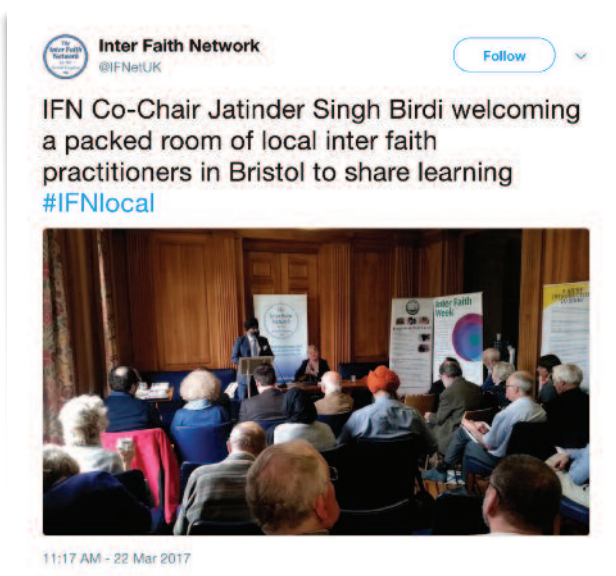 Inter Faith Network
@IFNetUK
Follow
IFN Co-Chair Jatinder Singh Birdi welcoming
a packed room of local inter faith
practitioners in Bristol to share learning
#IFNlocal
Inter Faith
Week
11:17 AM - 22 Mar 2017